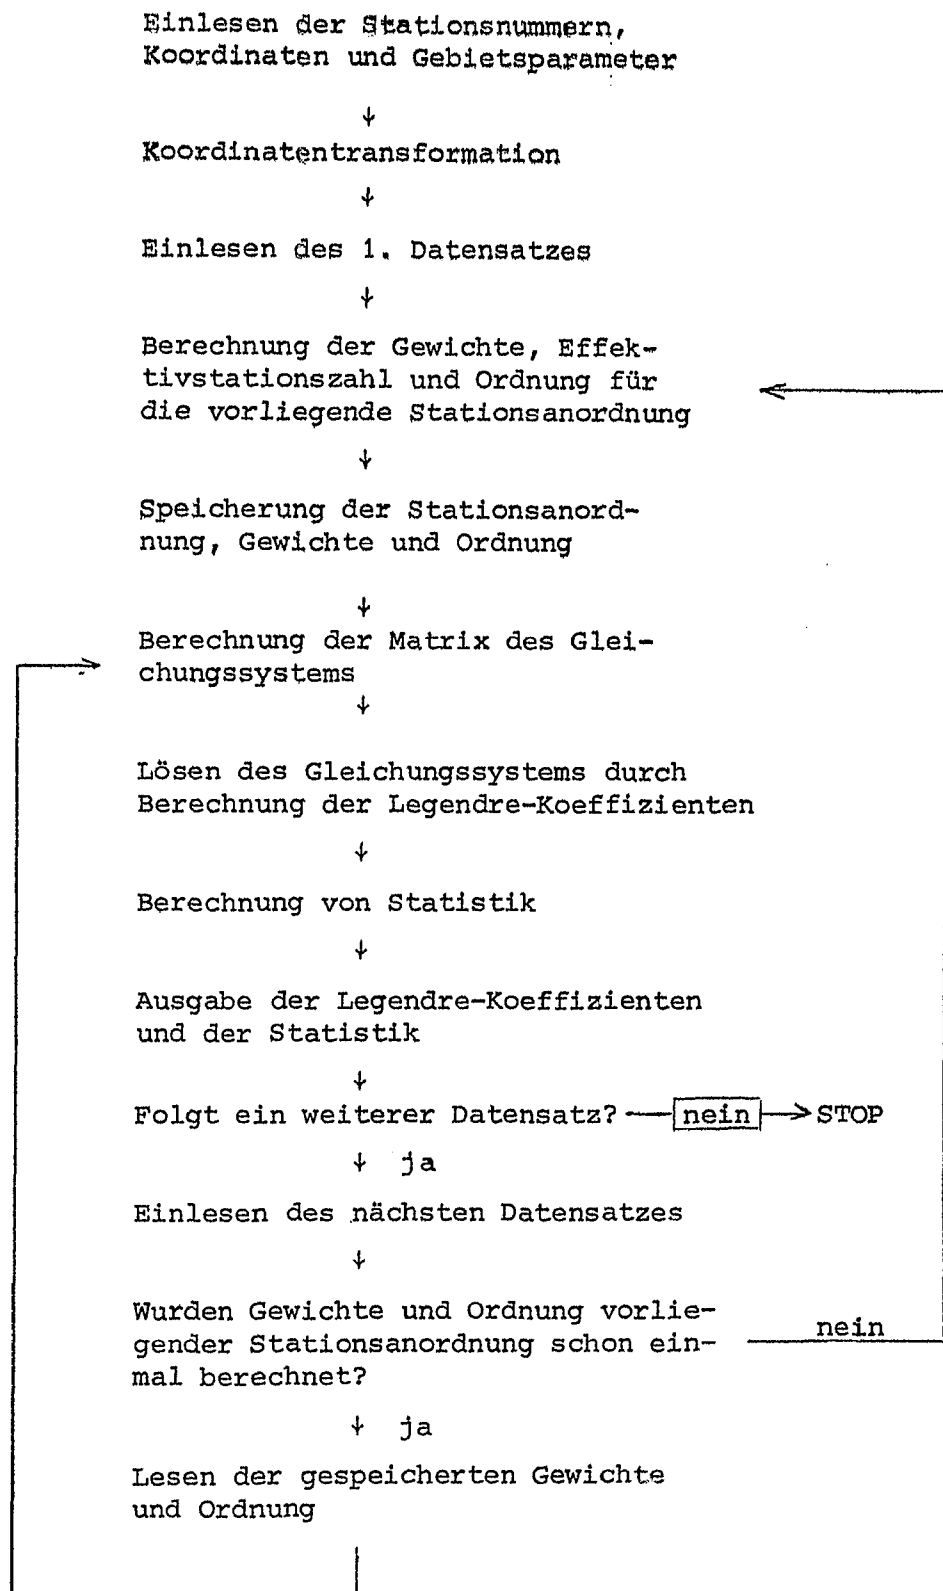 Einlesen der Stationsnummern,
Koordinaten und Gebietsparameter
Koordinatentransformation
Einlesen des 1. Datensatzes
Berechnung der Gewichte, Effek-
tivstationszahl und Ordnung für
die vorliegende Stationsanordnung
Speicherung der Stationsanord-
nung, Gewichte und Ordnung
Berechnung der Matrix des Glei-
chungssystems
Lösen des Gleichungssystems durch
Berechnung der Legendre-Koeffizienten
Berechnung von Statistik
Ausgabe der Legendre-Koeffizienten
und der Statistik
Folgt ein weiterer Datensatz? nein STOP
ja
Einlesen des nächsten Datensatzes
Wurden Gewichte und Ordnung vorlie-
gender Stationsanordnung schon ein-
mal berechnet?
nein
ja
Lesen der gespeicherten Gewichte
und Ordnung